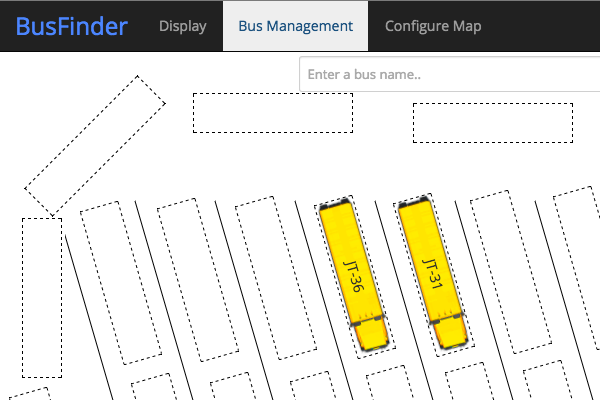 BusFinder
Display
Bus Management
Configure Map
Enter a bus name..
JT-36
JT-31